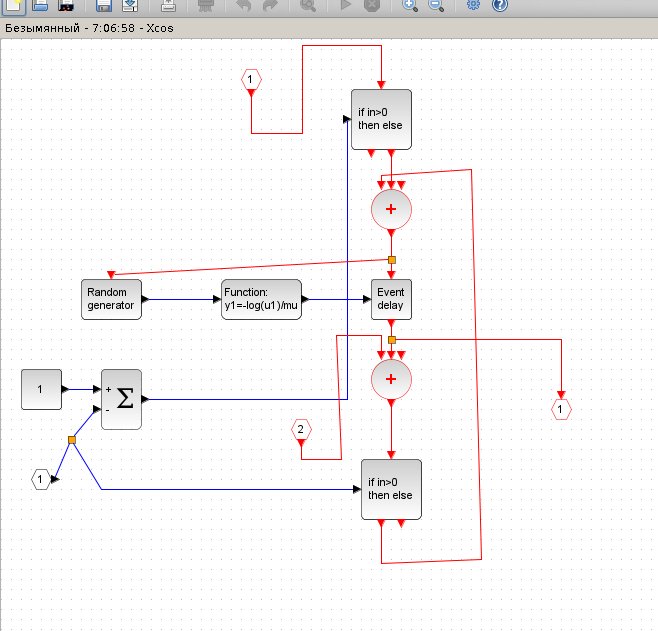 Безымянный - 7:06:58 - Xcos
1
if in>0
then else
+
Random
generator
Function:
y1=-log(u1)/mu
Event
delay
1
+
-
Σ
+
1
2
1
if in>0
then else